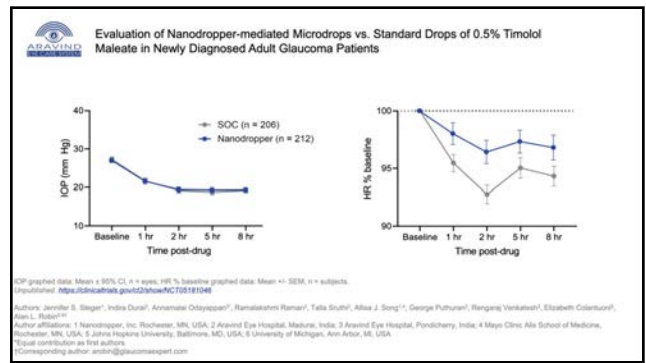 ARAVIND
EYE CARE SYSTEM
Evaluation of Nanodropper-mediated Microdrops vs. Standard Drops of 0.5% Timolol
Maleate in Newly Diagnosed Adult Glaucoma Patients
40
30
20
10
IOP (mm Hg)
SOC (n = 206)
Nanodropper (n = 212)
Baseline 1 hr 2 hr 5 hr 8 hr
Time post-drug
100
95
90
HR % baseline
Baseline 1 hr 2 hr 5 hr 8 hr
Time post-drug
IOP graphed data: Mean ± 95% CI, n = eyes; HR % baseline graphed data: Mean +/- SEM, n = subjects.
Unpublished https://clinicaltrials.gov/ct2/show/NCT05181046
Authors: Jennifer S. Steger¹, Indira Durai², Annamalai Odayappan³, Ramalakshmi Raman², Talla Sruthi³, Allisa J. Song¹,⁴, George Puthuran², Rengaraj Venkatesh³, Elizabeth Colantuoni⁵,
Alan L. Robin
Author affiliations: 1 Nanodropper, Inc. Rochester, MN, USA; 2 Aravind Eye Hospital, Madurai, India; 3 Aravind Eye Hospital, Pondicherry, India; 4 Mayo Clinic Alix School of Medicine,
Rochester, MN, USA; 5 Johns Hopkins University, Baltimore, MD, USA; 6 University of Michigan, Ann Arbor, MI, USA
*Equal contribution as first authors
†Corresponding author: arobin@glaucomaexpert.com